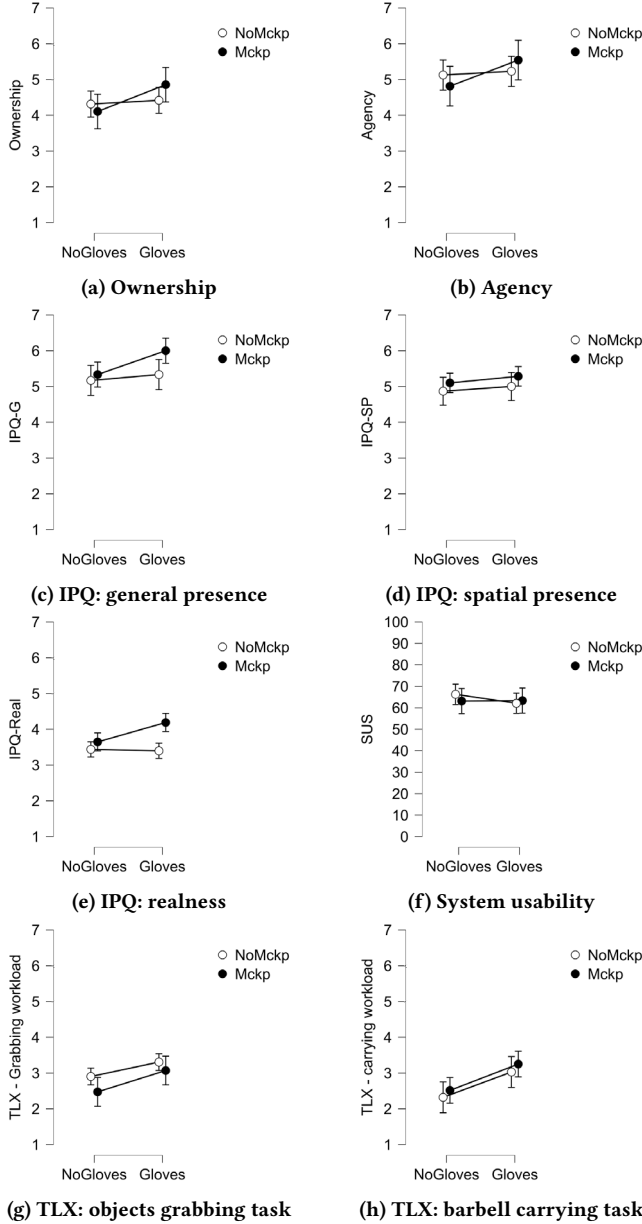 7
6
5
4
3
2
1
Ownership
NoMckp
Mckp
NoGloves Gloves
(a) Ownership
7
6
5
4
3
2
1
Agency
NoMckp
Mckp
NoGloves Gloves
(b) Agency
7
6
5
4
3
2
1
IPQ-G
NoMckp
Mckp
NoGloves Gloves
(c) IPQ: general presence
7
6
5
4
3
2
1
IPQ-SP
NoMckp
Mckp
NoGloves Gloves
(d) IPQ: spatial presence
7
6
5
4
3
2
1
IPQ-Real
NoMckp
Mckp
NoGloves Gloves
(e) IPQ: realness
100
90
80
70
60
50
40
30
20
10
0
SUS
NoMckp
Mckp
NoGloves Gloves
(f) System usability
7
6
5
4
3
2
1
TLX - Grabbing workload
NoMckp
Mckp
NoGloves Gloves
(g) TLX: objects grabbing task
7
6
5
4
3
2
1
TLX - carrying workload
NoMckp
Mckp
NoGloves Gloves
(h) TLX: barbell carrying task